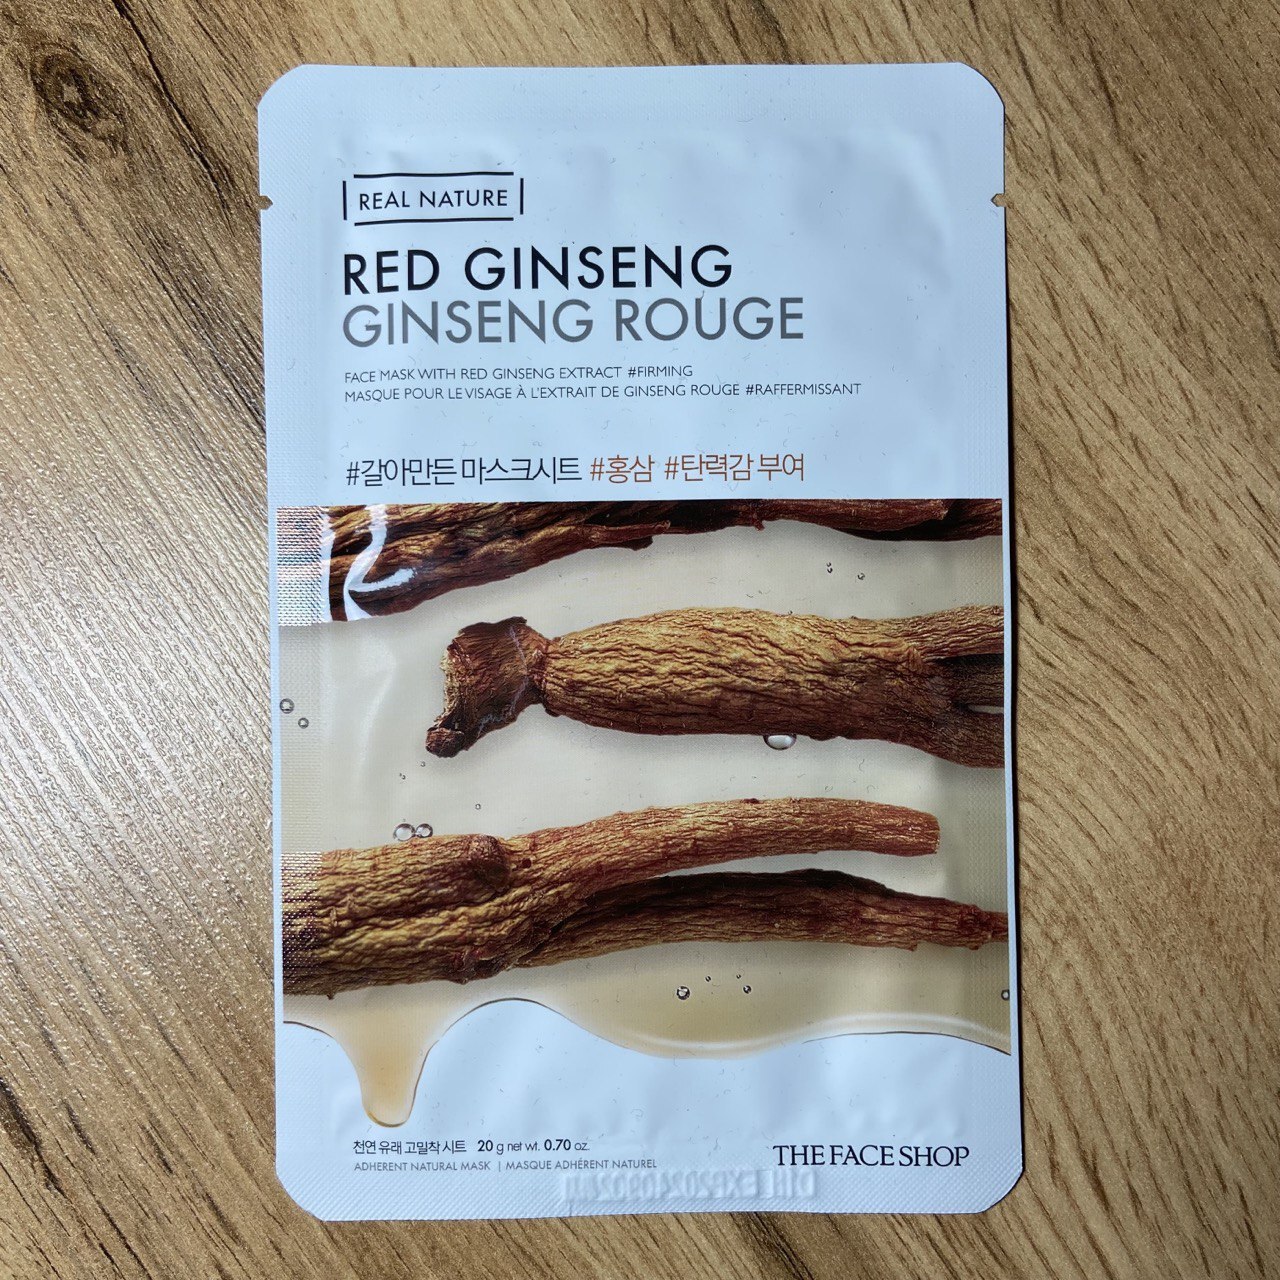 REAL NATURE
RED GINSENG
GINSENG ROUGE
FACE MASK WITH RED GINSENG EXTRACT #FIRMING
MASQUE POUR LE VISAGE À L'EXTRAIT DE GINSENG ROUGE #RAFFERMISSANT
#갈아만든 마스크시트 #홍삼 #탄력감 부여
천연 유래 고밀착 시트 20 g net wt. 0.70 oz.
ADHERENT NATURAL MASK | MASQUE ADHÉRENT NATUREL
THE FACE SHOP